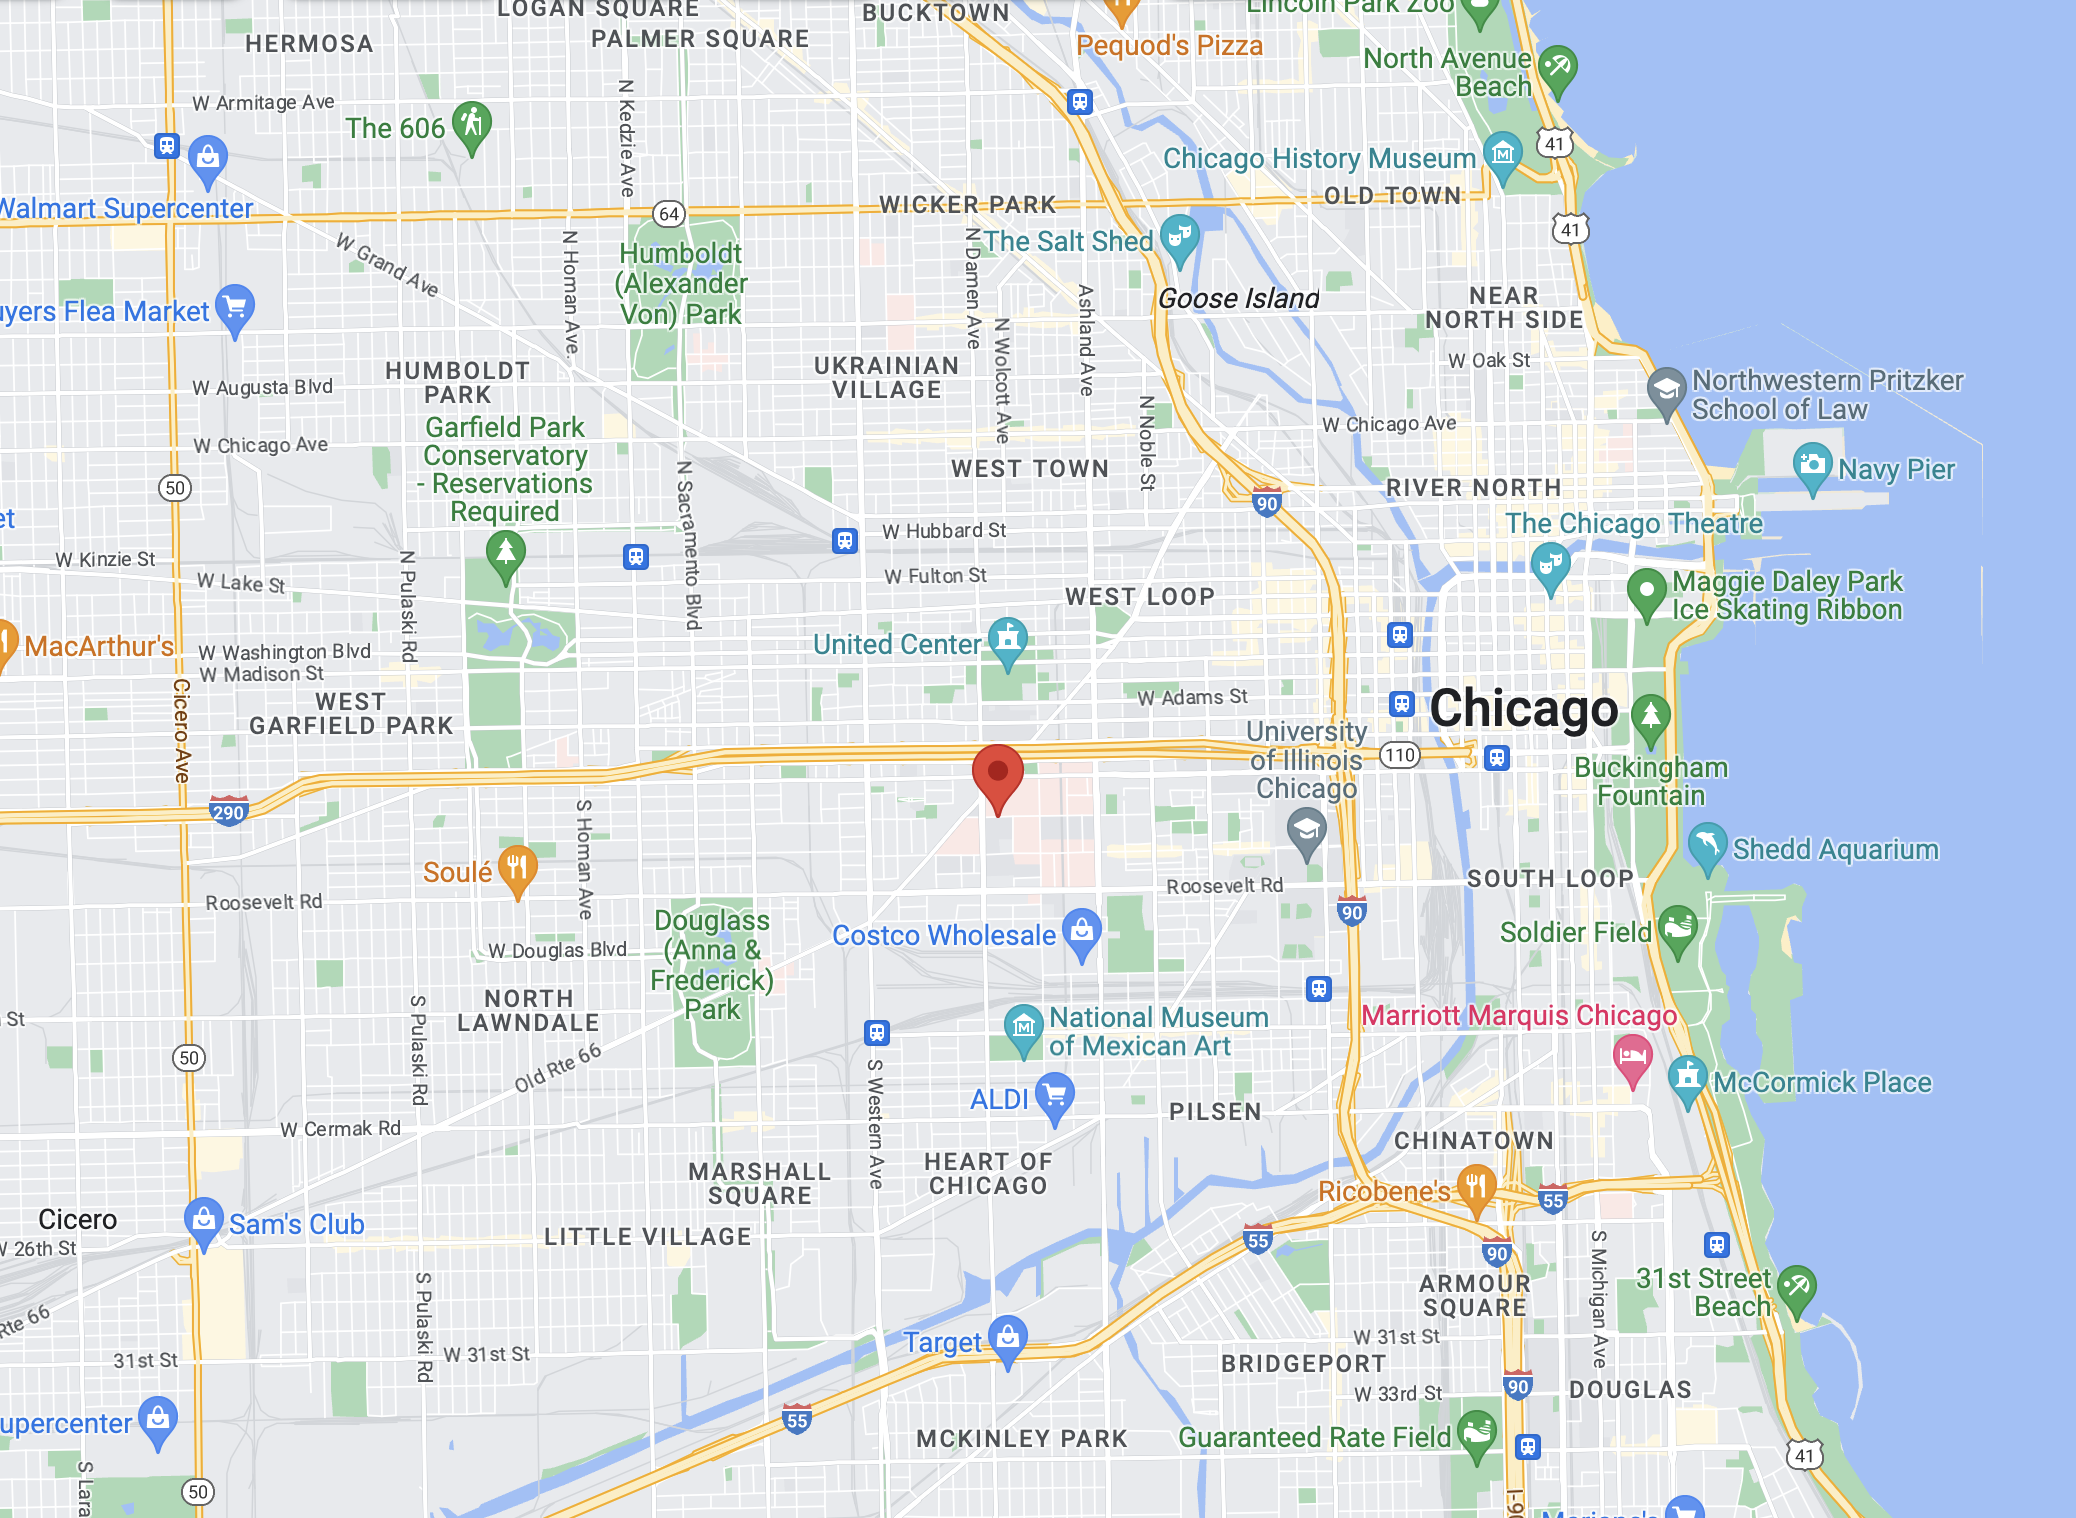 LOGAN SQUARE
BUCKTOWN
Lincoln Park Zoo
HERMOSA
PALMER SQUARE
Pequod's Pizza
North Avenue
Beach
W Armitage Ave
The 606
N Kedzie Ave
41
Chicago History Museum
OLD TOWN
Walmart Supercenter
64
WICKER PARK
41
W Grand Ave
N Homan Ave.
Humboldt
(Alexander
Von) Park
N Damen Ave
The Salt Shed
Goose Island
NEAR
NORTH SIDE
uyers Flea Market
Ashland Ave
N Wolcott Ave
W Oak St
HUMBOLDT
PARK
UKRAINIAN
VILLAGE
W Augusta Blvd
Northwestern Pritzker
School of Law
N Noble St
W Chicago Ave
Garfield Park
Conservatory
- Reservations
Required
W Chicago Ave
WEST TOWN
Navy Pier
50
N Sacramento Blvd
90
RIVER NORTH
et
W Hubbard St
The Chicago Theatre
W Kinzie St
N Pulaski Rd
W Lake St
W Fulton St
WEST LOOP
Maggie Daley Park
Ice Skating Ribbon
MacArthur's
W Washington Blvd
W Madison St
United Center
Cicero Ave
WEST
GARFIELD PARK
W Adams St
Chicago
University
of Illinois
Chicago
110
Buckingham
Fountain
290
S Homan Ave
Soulé
Shedd Aquarium
Roosevelt Rd
Roosevelt Rd
SOUTH LOOP
90
Douglass
(Anna &
Frederick)
Park
Costco Wholesale
Soldier Field
W Douglas Blvd
NORTH
LAWNDALE
S Pulaski Rd
St
National Museum
of Mexican Art
Marriott Marquis Chicago
50
Old Rte 66
S Western Ave
ALDI
McCormick Place
PILSEN
W Cermak Rd
CHINATOWN
MARSHALL
SQUARE
HEART OF
CHICAGO
Ricobene's
55
Cicero
Sam's Club
W 26th St
LITTLE VILLAGE
55
90
S Michigan Ave
S Pulaski Rd
ARMOUR
SQUARE
31st Street
Beach
Rte 66
Target
W 31st St
31st St
W 31st St
BRIDGEPORT
90
DOUGLAS
W 33rd St
upercenter
55
MCKINLEY PARK
Guaranteed Rate Field
41
S Lara
50
I-90
Mariano's